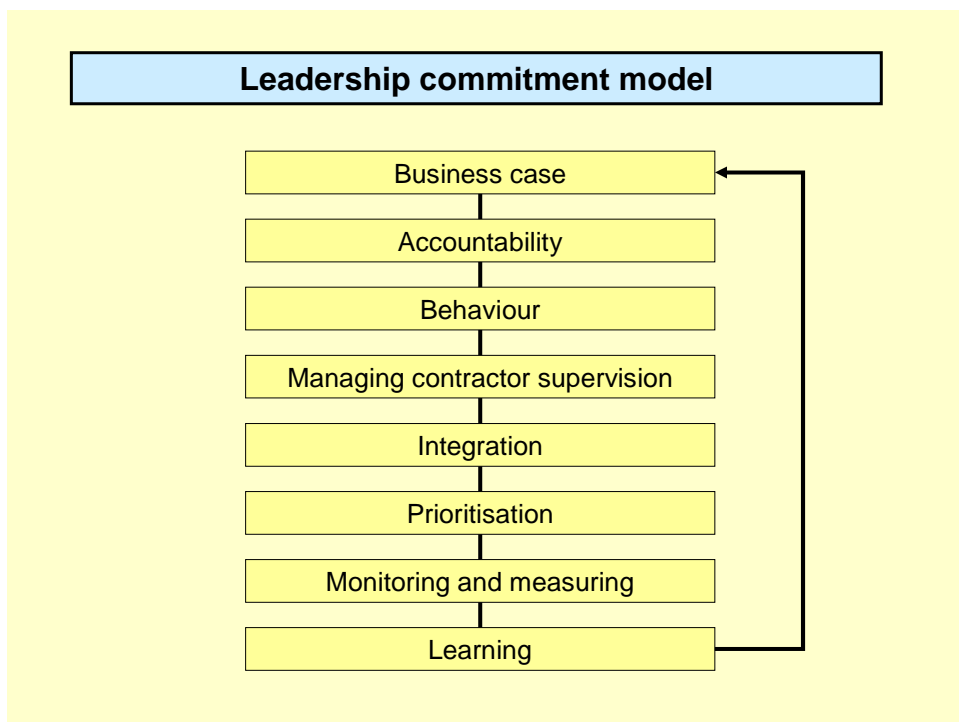 Leadership commitment model
Business case
Accountability
Behaviour
Managing contractor supervision
Integration
Prioritisation
Monitoring and measuring
Learning